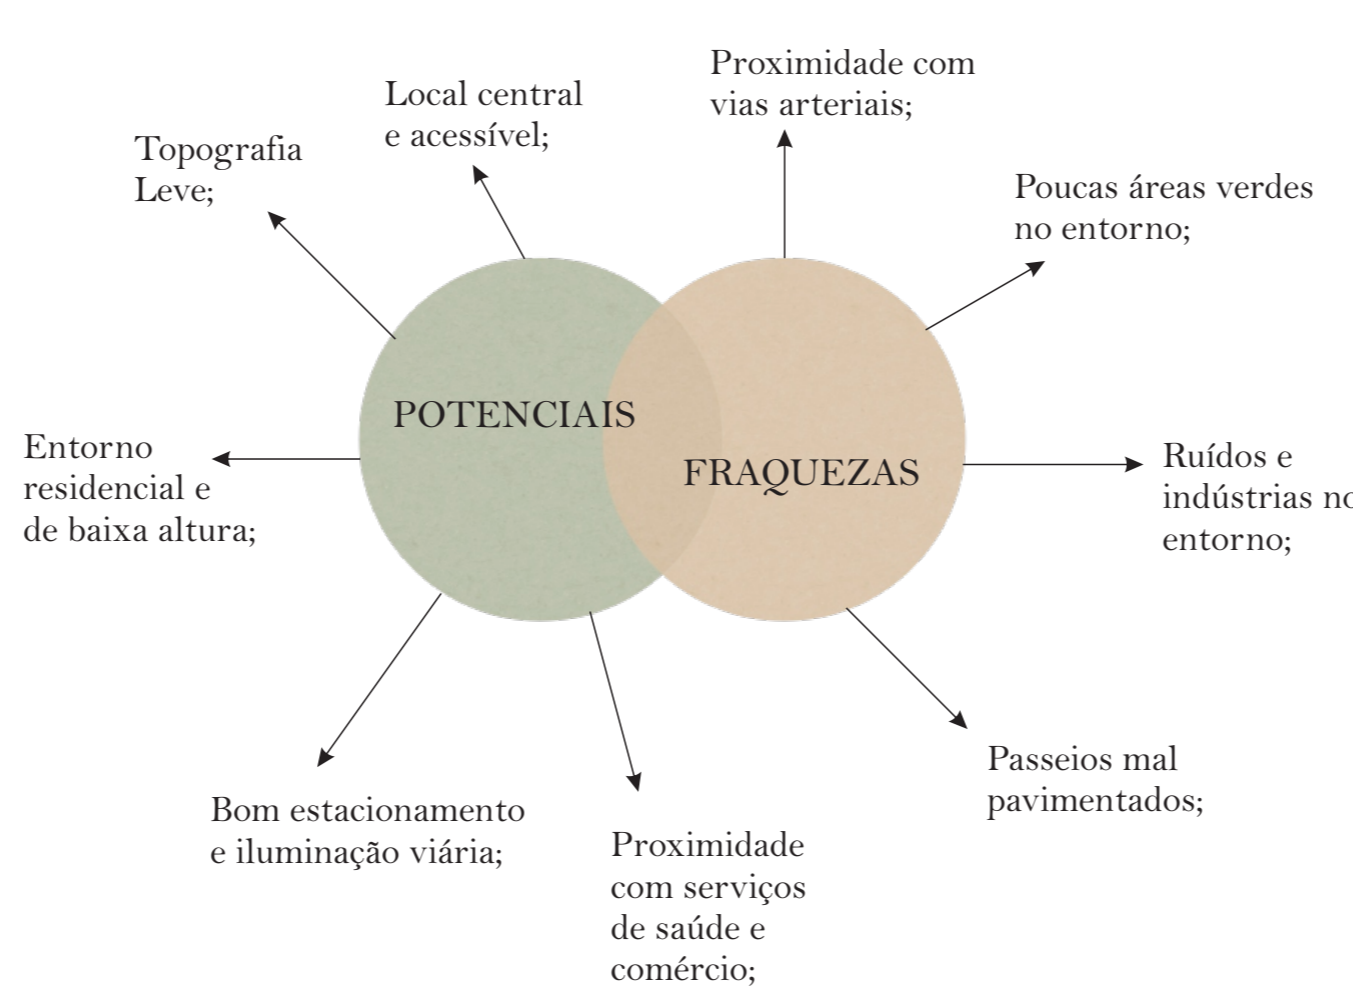 Proximidade com
vias arteriais;
Local central
e acessível;
Topografia
Leve;
Poucas áreas verdes
no entorno;
POTENCIAIS
FRAQUEZAS
Entorno
residencial e
de baixa altura;
Ruídos e
indústrias no
entorno;
Passeios mal
pavimentados;
Bom estacionamento
e iluminação viária;
Proximidade
com serviços
de saúde e
comércio;